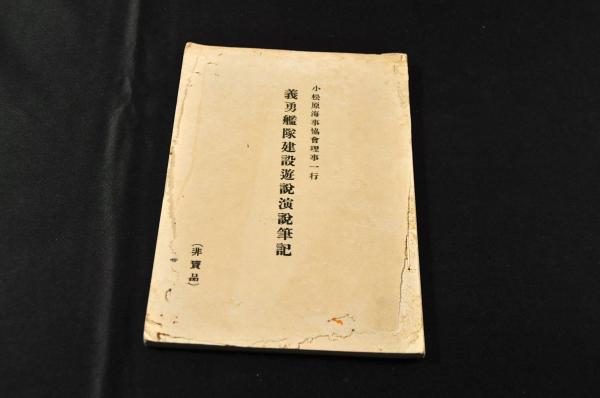 小松原海事協會理事一行
義勇艦隊建設遊說演說筆記
(非賣品)